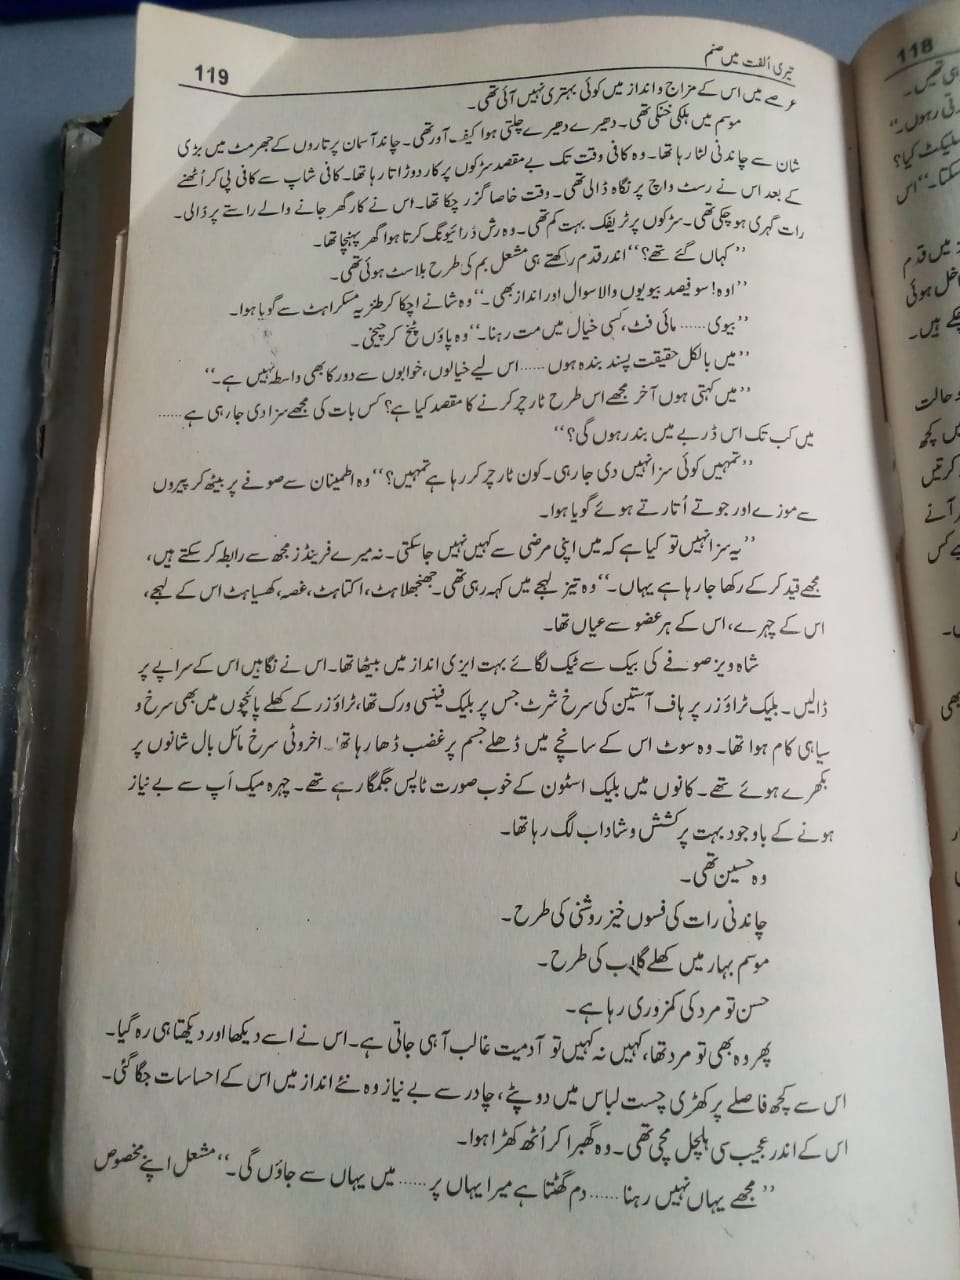 119
تیری اُلفت میں صنم
عرصے میں اس کے مزاج و انداز میں کوئی بہتری نہیں آئی تھی۔
موسم میں ہلکی خنکی تھی۔ دھیرے دھیرے چلتی ہوا کیف آور تھی۔ چاند آسمان پر تاروں کے جھرمٹ میں بڑی
شان سے چاندنی لٹا رہا تھا۔ وہ کافی وقت تک بے مقصد سڑکوں پر کار دوڑاتا رہا تھا۔ کافی شاپ سے کافی پی کر اُٹھنے
کے بعد اس نے رسٹ واچ پر نگاہ ڈالی تھی۔ وقت خاصا گزر چکا تھا۔ اس نے کار گھر جانے والے راستے پر ڈالی۔
رات گہری ہو چکی تھی۔ سڑکوں پر ٹریفک بہت کم تھی۔ وہ رش ڈرائیونگ کرتا ہوا گھر پہنچا تھا۔
’’کہاں گئے تھے؟‘‘ اندر قدم رکھتے ہی مشعل بم کی طرح بلاسٹ ہوئی تھی۔
’’اوہ! سو فیصد بیویوں والا سوال اور انداز بھی۔‘‘ وہ شانے اچکا کر طنزیہ مسکراہٹ سے گویا ہوا۔
’’بیوی...... مائی فٹ، کسی خیال میں مت رہنا۔‘‘ وہ پاؤں پٹخ کر چیخی۔
’’میں بالکل حقیقت پسند بندہ ہوں...... اس لیے خیالوں، خوابوں سے دور کا بھی واسطہ نہیں ہے۔‘‘
’’میں کہتی ہوں آخر مجھے اس طرح ٹارچر کرنے کا مقصد کیا ہے؟ کس بات کی مجھے سزا دی جا رہی ہے......
میں کب تک اس ڈربے میں بند رہوں گی؟‘‘
’’تمہیں کوئی سزا نہیں دی جا رہی۔ کون ٹارچر کر رہا ہے تمہیں؟‘‘ وہ اطمینان سے صوفے پر بیٹھ کر پیروں
سے موزے اور جوتے اُتارتے ہوئے گویا ہوا۔
’’یہ سزا نہیں تو کیا ہے کہ میں اپنی مرضی سے کہیں نہیں جا سکتی۔ نہ میرے فرینڈز مجھ سے رابطہ کر سکتے ہیں،
مجھے قید کر کے رکھا جا رہا ہے یہاں۔‘‘ وہ تیز لہجے میں کہہ رہی تھی۔ جھنجھلاہٹ، اکتاہٹ، غصہ، کھسیاہٹ اس کے لہجے،
اس کے چہرے، اس کے ہر عضو سے عیاں تھا۔
شاہ ویز صوفے کی بیک سے ٹیک لگائے بہت ایزی انداز میں بیٹھا تھا۔ اس نے نگاہیں اس کے سراپے پر
ڈالیں۔ بلیک ٹراؤزر پر ہاف آستین کی سرخ شرٹ جس پر بلیک فینسی ورک تھا، ٹراؤزر کے کھلے پائنچوں میں بھی سرخ و
سیاہی کام ہوا تھا۔ وہ سوٹ اس کے سانچے میں ڈھلے جسم پر غضب ڈھا رہا تھا۔ اخروٹی سرخ مائل بال شانوں پر
بکھرے ہوئے تھے۔ کانوں میں بلیک اسٹون کے خوب صورت ٹاپس جگمگا رہے تھے۔ چہرہ میک اَپ سے بے نیاز
ہونے کے باوجود بہت پرکشش و شاداب لگ رہا تھا۔
وہ حسین تھی۔
چاندنی رات کی فسوں خیز روشنی کی طرح۔
موسم بہار میں کھلے گلاب کی طرح۔
حسن تو مرد کی کمزوری رہا ہے۔
پھر وہ بھی تو مرد تھا، کہیں نہ کہیں تو آدمیت غالب آ ہی جاتی ہے۔ اس نے اسے دیکھا اور دیکھتا ہی رہ گیا۔
اس سے کچھ فاصلے پر کھڑی چست لباس میں دوپٹے، چادر سے بے نیاز وہ نئے انداز میں اس کے احساسات جگا گئی۔
اس کے اندر عجیب سی ہلچل مچی تھی۔ وہ گھبرا کر اُٹھ کھڑا ہوا۔
’’مجھے یہاں نہیں رہنا...... دم گھٹتا ہے میرا یہاں پر...... میں یہاں سے جاؤں گی۔‘‘ مشعل اپنے مخصوص
118